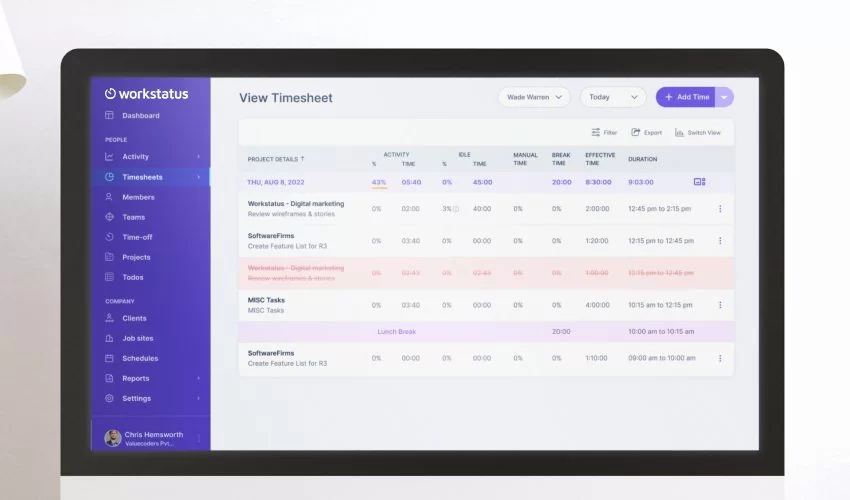 workstatus
Dashboard
PEOPLE
Activity
Timesheets
Members
Teams
Time-off
Projects
Todos
COMPANY
Clients
Job sites
Schedules
Reports
Settings
Chris Hemsworth
Valuecoders Pvt...
View Timesheet
Wade Warren
Today
+ Add Time
Filter
Export
Switch View
PROJECT DETAILS ↑ ACTIVITY % TIME IDLE % TIME MANUAL TIME BREAK TIME EFFECTIVE TIME DURATION
THU, AUG 8, 2022 43% 05:40 0% 45:00 20:00 8:30:00 9:03:00
Workstatus - Digital marketing
Review wireframes & stories
0% 02:00 3% 40:00 0% 0% 2:00:00 12:45 pm to 2:15 pm
SoftwareFirms
Create Feature List for R3
0% 03:40 0% 00:00 0% 0% 1:20:00 12:15 pm to 12:45 pm
Workstatus - Digital marketing
Review wireframes & stories
0% 02:43 0% 02:43 0% 0% 1:00:00 10:15 pm to 12:45 pm
MISC Tasks
MISC Tasks
0% 03:40 0% 00:00 0% 0% 4:00:00 10:15 am to 12:15 pm
Lunch Break 20:00 10:00 am to 10:15 am
SoftwareFirms
Create Feature List for R3
0% 00:00 0% 00:00 0% 0% 1:10:00 09:00 am to 10:00 am